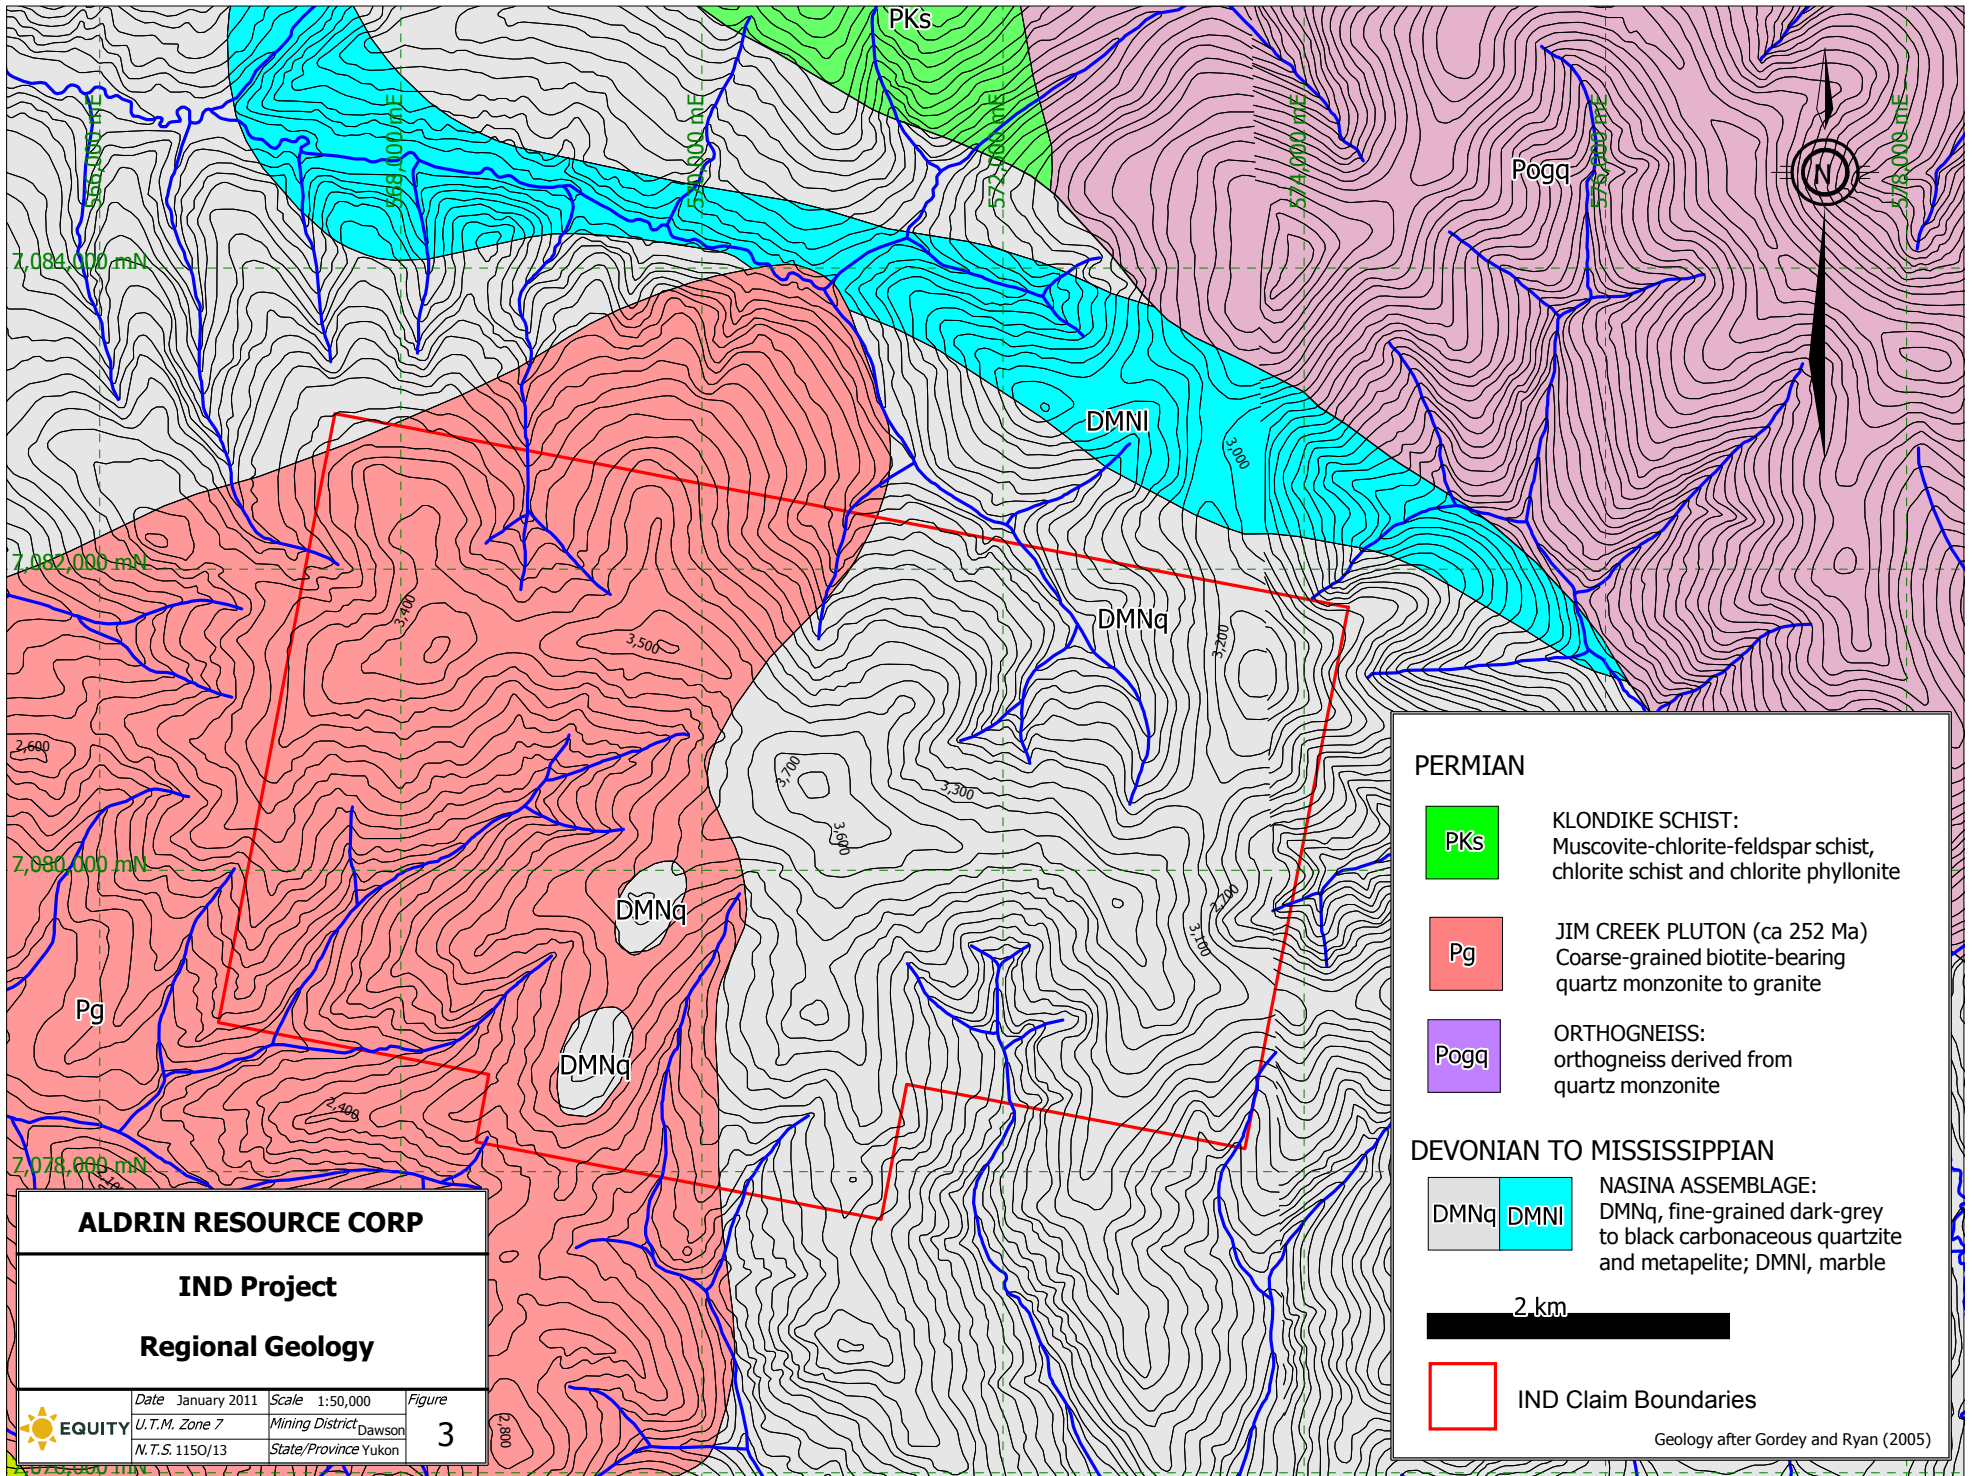 PKs
566,000 mE
568,000 mE
570,000 mE
572,000 mE
574,000 mE
576,000 mE
578,000 mE
Pogq
N
7,084,000 mN
DMNl
3,000
7,082,000 mN
3,400
3,500
DMNq
3,200
2,600
3,700
3,300
3,600
7,080,000 mN
DMNq
2,700
3,100
Pg
DMNq
2,400
7,078,000 mN
2,800
PERMIAN
PKs
KLONDIKE SCHIST:
Muscovite-chlorite-feldspar schist,
chlorite schist and chlorite phyllonite
Pg
JIM CREEK PLUTON (ca 252 Ma)
Coarse-grained biotite-bearing
quartz monzonite to granite
Pogq
ORTHOGNEISS:
orthogneiss derived from
quartz monzonite
DEVONIAN TO MISSISSIPPIAN
DMNq DMNl
NASINA ASSEMBLAGE:
DMNq, fine-grained dark-grey
to black carbonaceous quartzite
and metapelite; DMNl, marble
2 km
IND Claim Boundaries
Geology after Gordey and Ryan (2005)
ALDRIN RESOURCE CORP
IND Project
Regional Geology
EQUITY
Date January 2011 Scale 1:50,000 Figure
U.T.M. Zone 7 Mining District Dawson 3
N.T.S. 115O/13 State/Province Yukon